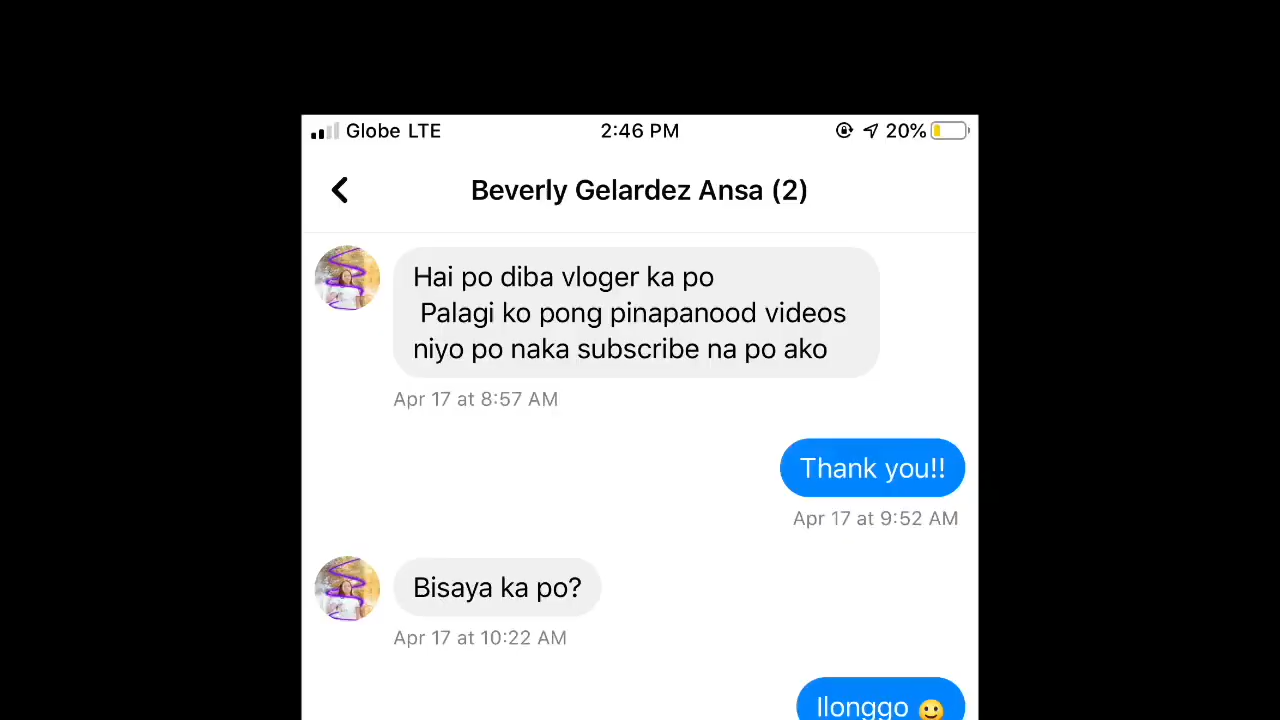 Globe LTE 2:46 PM 20%
Beverly Gelardez Ansa (2)
Hai po diba vloger ka po
Palagi ko pong pinapanood videos
niyo po naka subscribe na po ako
Apr 17 at 8:57 AM
Thank you!!
Apr 17 at 9:52 AM
Bisaya ka po?
Apr 17 at 10:22 AM
Ilonggo 🙂